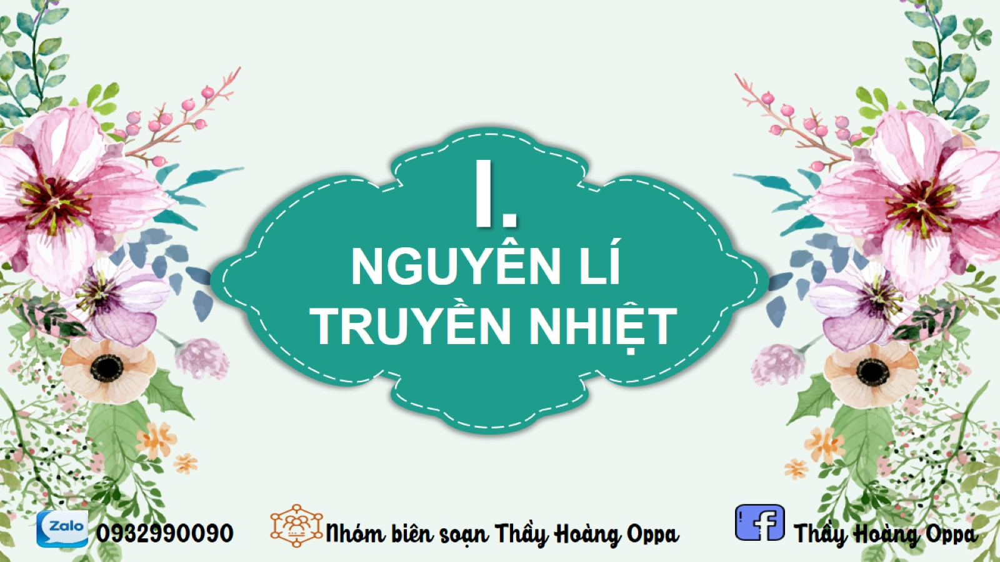 I.
NGUYÊN LÍ
TRUYỀN NHIỆT
Zalo 0932990090 Nhóm biên soạn Thầy Hoàng Oppa f Thầy Hoàng Oppa